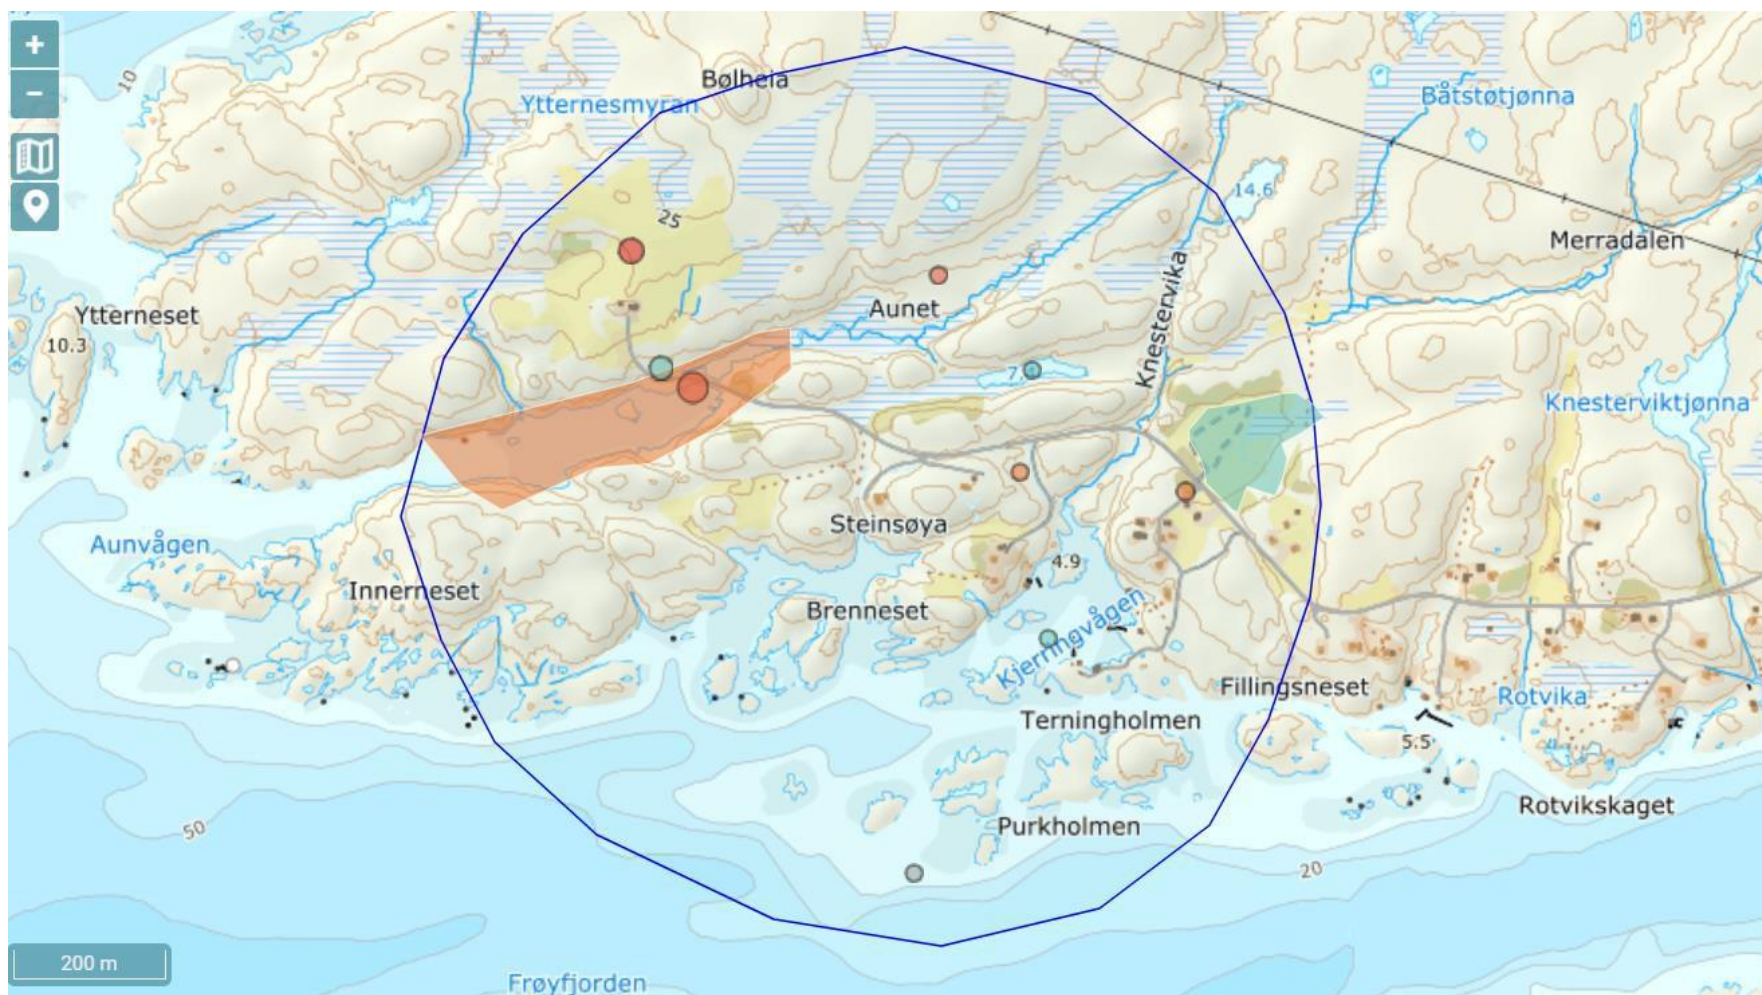 +
10
Bølheia
−
Ytternesmyran
Båtstøtjønna
14.6
25
Merradalen
Ytterneset
Aunet
Knestervika
10.3
7.
Knesterviktjønna
Steinsøya
Aunvågen
4.9
Innerneset
Brenneset
Kjerringvågen
Fillingsneset
Rotvika
Terningholmen
5.5
Rotvikskaget
50
Purkholmen
20
200 m
Frøyfjorden